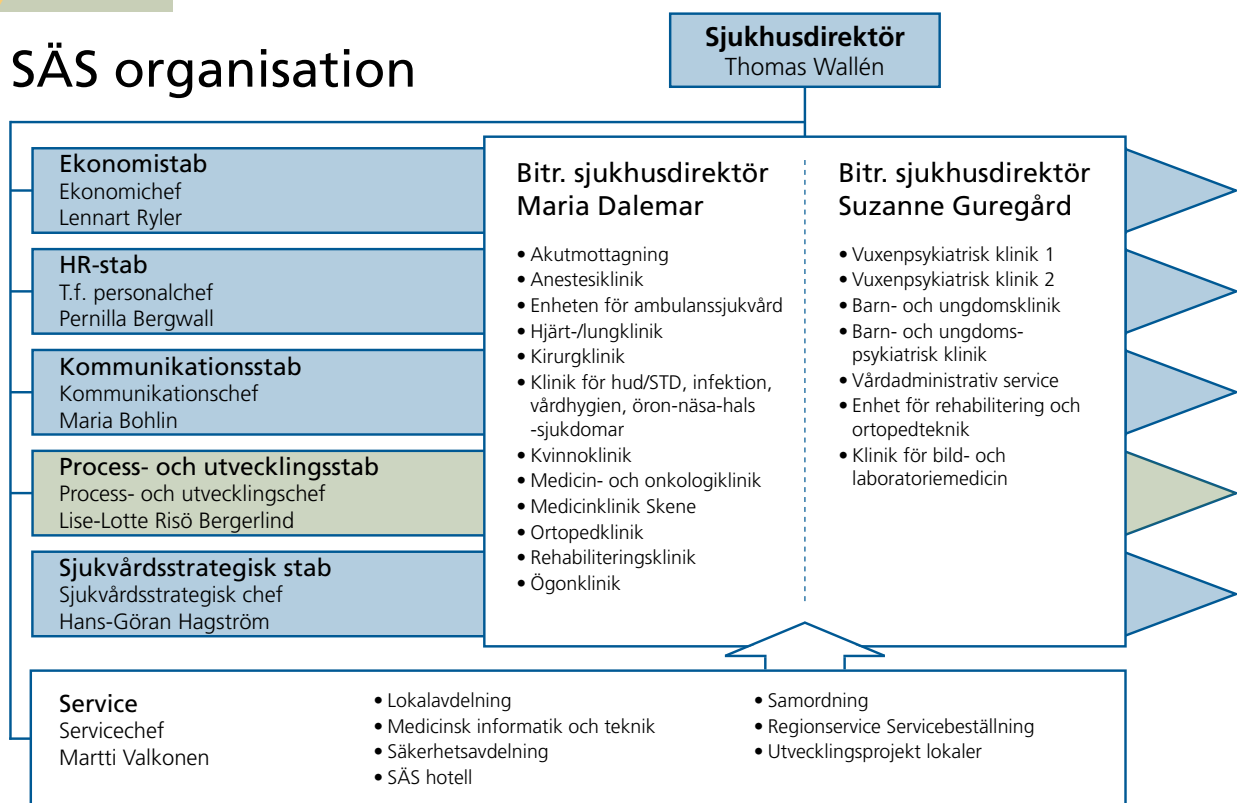 SÄS organisation
Sjukhusdirektör
Thomas Wallén
Ekonomistab
Ekonomichef
Lennart Ryler
HR-stab
T.f. personalchef
Pernilla Bergwall
Kommunikationsstab
Kommunikationschef
Maria Bohlin
Process- och utvecklingsstab
Process- och utvecklingschef
Lise-Lotte Risö Bergerlind
Sjukvårdsstrategisk stab
Sjukvårdsstrategisk chef
Hans-Göran Hagström
Bitr. sjukhusdirektör
Maria Dalemar
• Akutmottagning
• Anestesiklinik
• Enheten för ambulanssjukvård
• Hjärt-/lungklinik
• Kirurgklinik
• Klinik för hud/STD, infektion,
vårdhygien, öron-näsa-hals
-sjukdomar
• Kvinnoklinik
• Medicin- och onkologiklinik
• Medicinklinik Skene
• Ortopedklinik
• Rehabiliteringsklinik
• Ögonklinik
Bitr. sjukhusdirektör
Suzanne Guregård
• Vuxenpsykiatrisk klinik 1
• Vuxenpsykiatrisk klinik 2
• Barn- och ungdomsklinik
• Barn- och ungdoms-
psykiatrisk klinik
• Vårdadministrativ service
• Enhet för rehabilitering och
ortopedteknik
• Klinik för bild- och
laboratoriemedicin
Service
Servicechef
Martti Valkonen
• Lokalavdelning
• Medicinsk informatik och teknik
• Säkerhetsavdelning
• SÄS hotell
• Samordning
• Regionservice Servicebeställning
• Utvecklingsprojekt lokaler